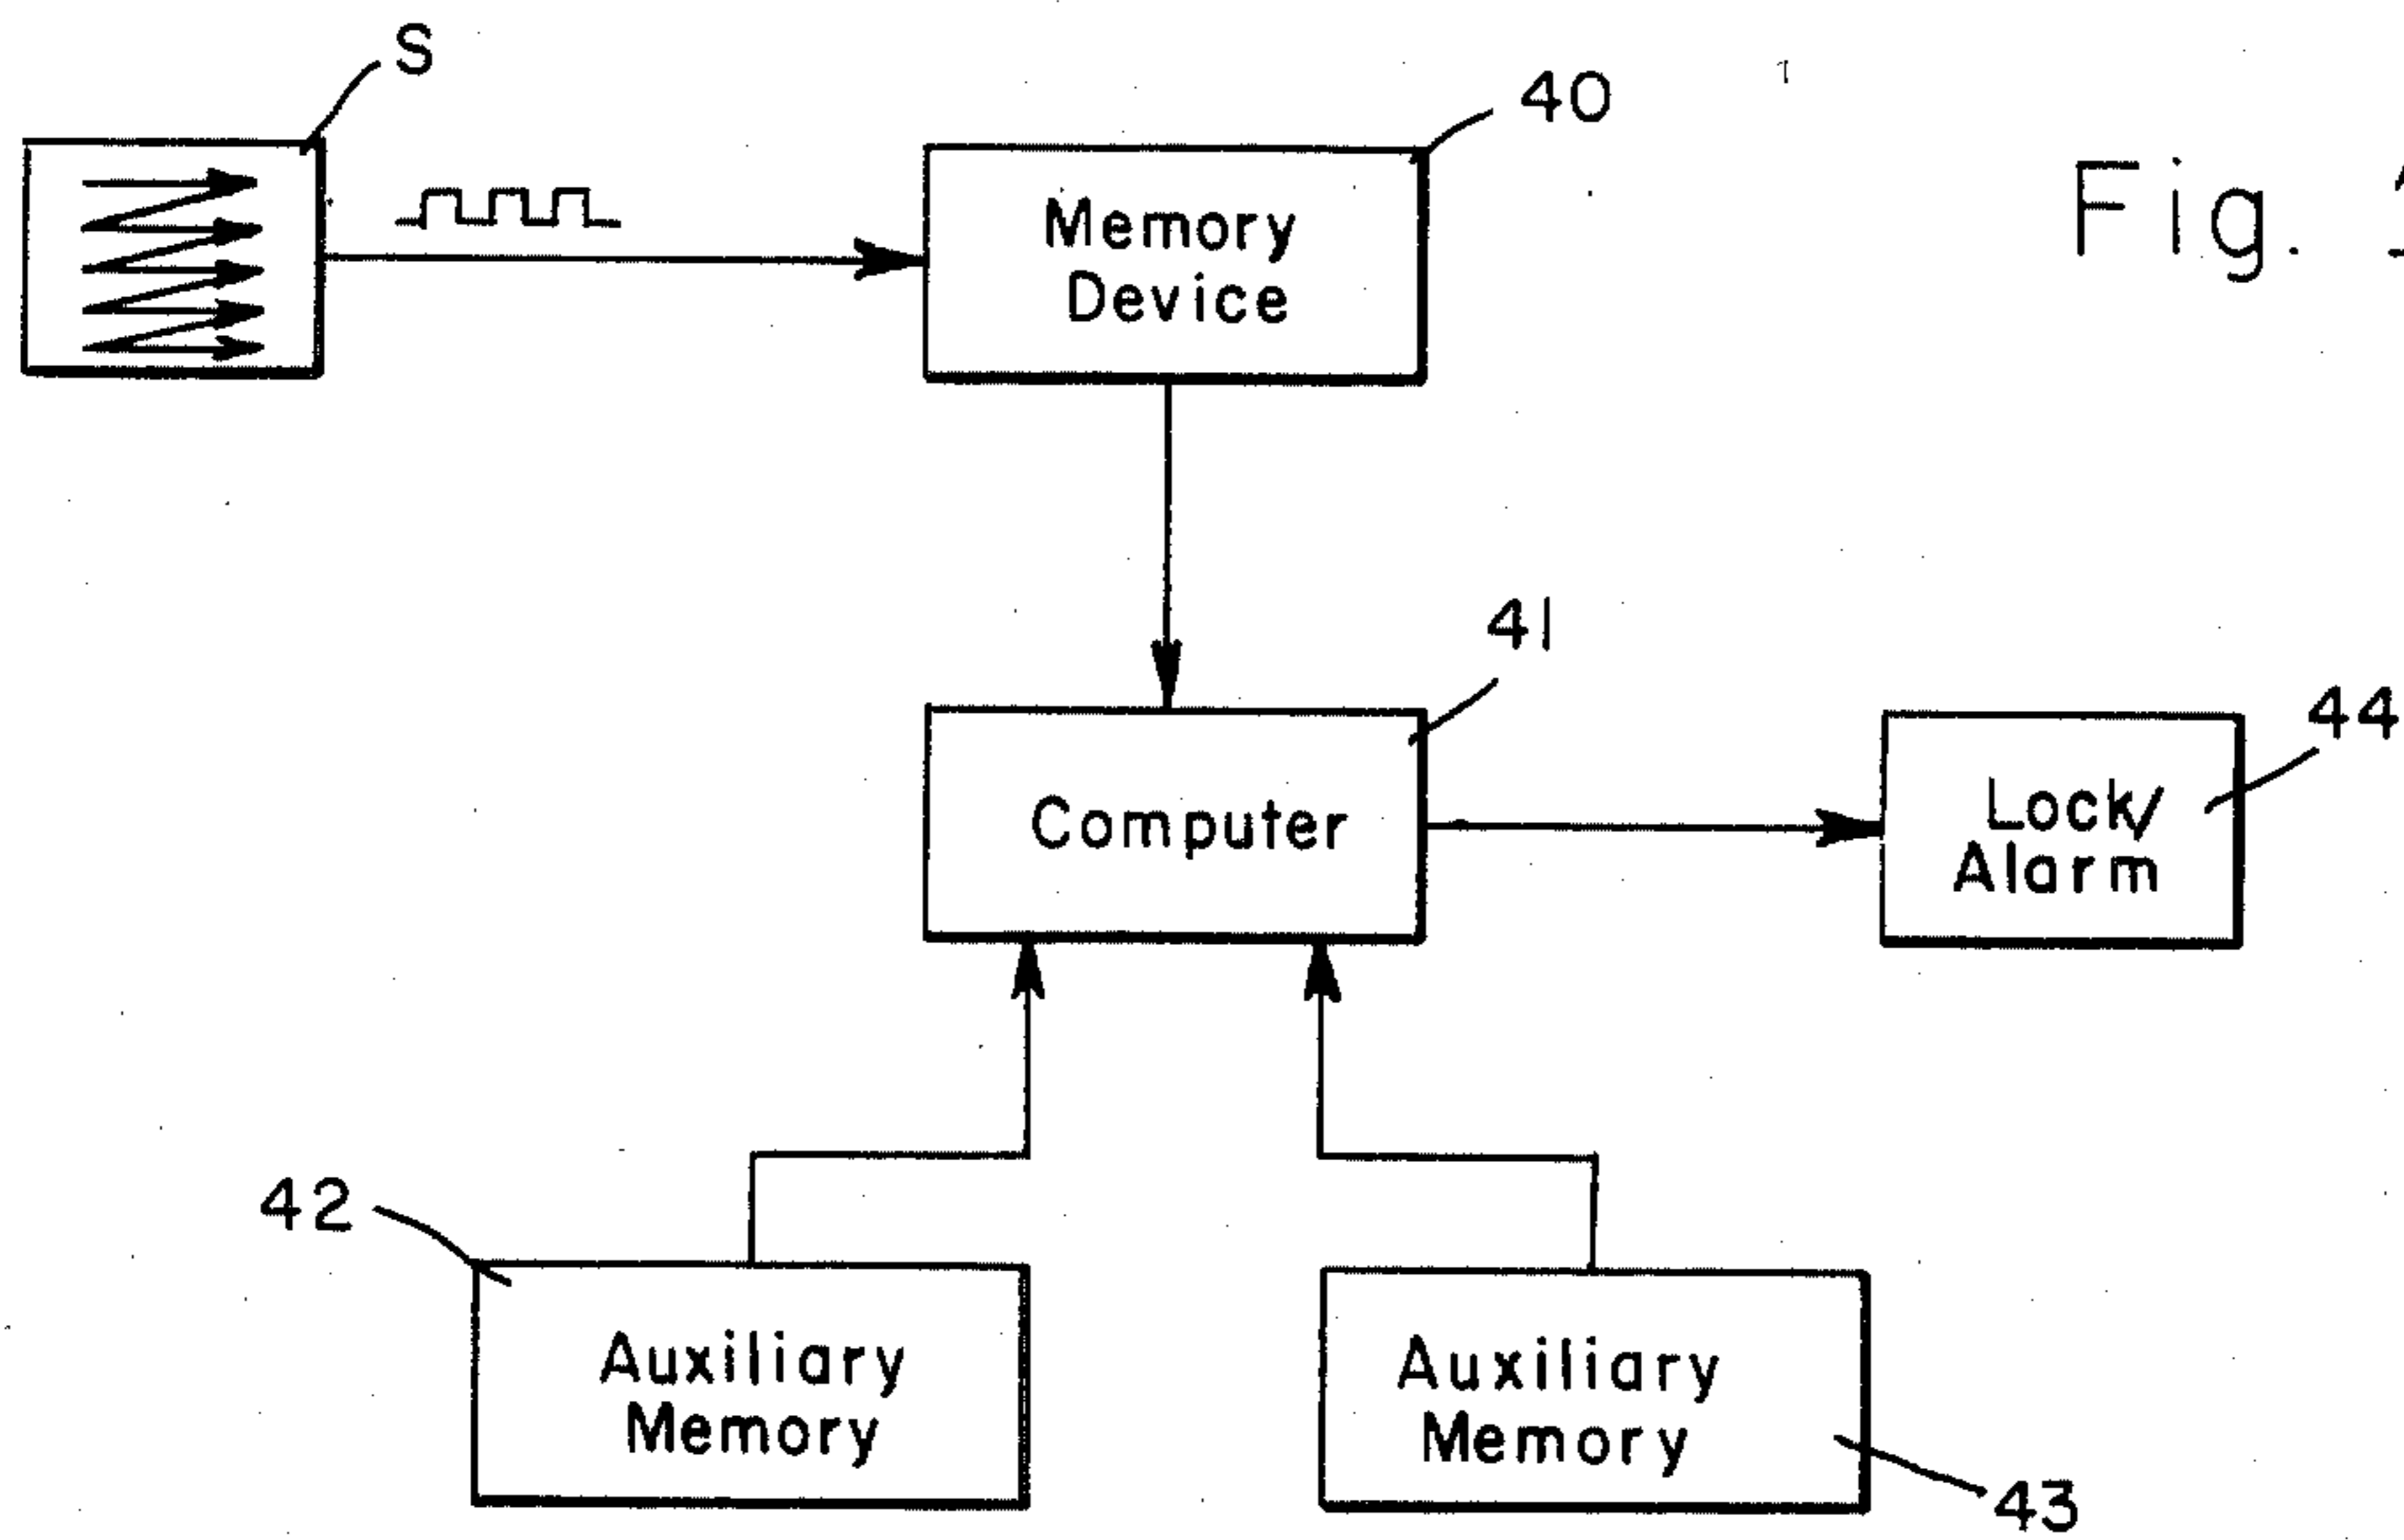 S
40
Fig.
Memory
Device
41
44
Computer
Lock/
Alarm
42
Auxiliary
Memory
Auxiliary
Memory
43